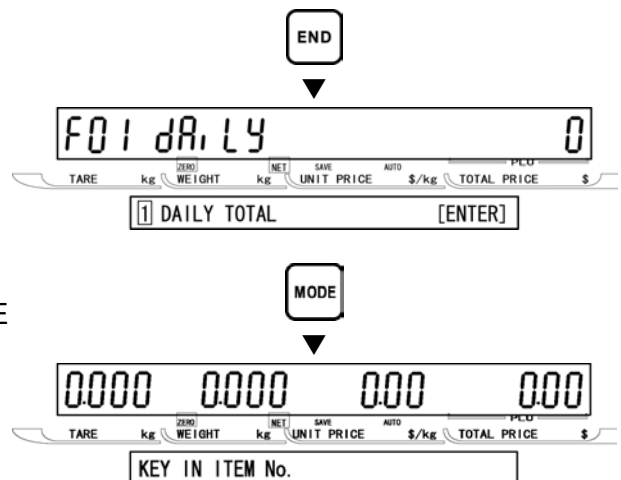 END
F01 dAiLY 0
ZERO NET SAVE AUTO PLU
TARE kg WEIGHT kg UNIT PRICE $/kg TOTAL PRICE $
1 DAILY TOTAL [ENTER]
MODE
E
0.000 0.000 0.00 0.00
ZERO NET SAVE AUTO PLU
TARE kg WEIGHT kg UNIT PRICE $/kg TOTAL PRICE $
KEY IN ITEM No.